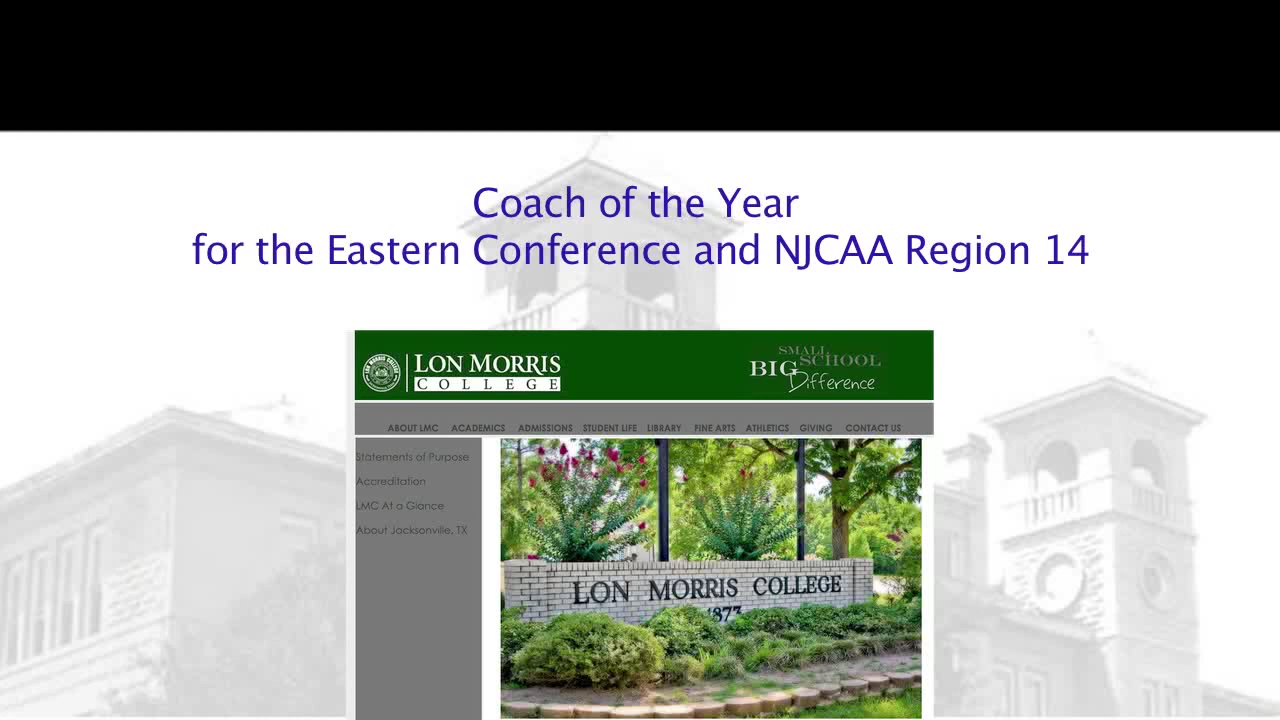 Coach of the Year
for the Eastern Conference and NJCAA Region 14
LON MORRIS
COLLEGE
SMALL SCHOOL
BIG Difference
ABOUT LMC ACADEMICS ADMISSIONS STUDENT LIFE LIBRARY FINE ARTS ATHLETICS GIVING CONTACT US
Statements of Purpose
Accreditation
LMC At a Glance
About Jacksonville, TX
LON MORRIS COLLEGE
1873